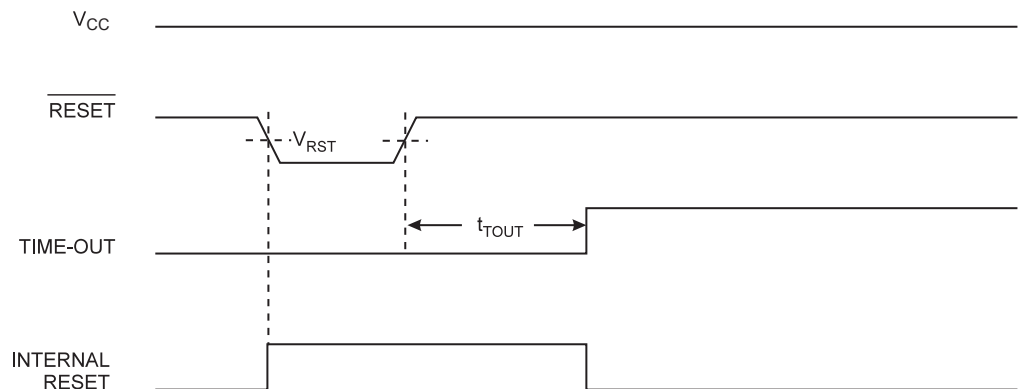 VCC
RESET
VRST
tTOUT
TIME-OUT
INTERNAL
RESET